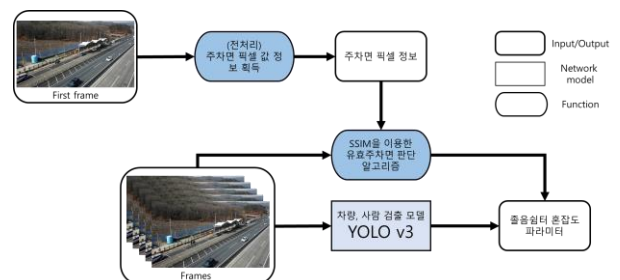 (전처리)
주차면 픽셀 값 정
보 획득
주차면 픽셀 정보
Input/Output
Network
model
Function
First frame
SSIM을 이용한
유효주차면 판단
알고리즘
차량, 사람 검출 모델
YOLO v3
졸음쉼터 혼잡도
파라미터
Frames